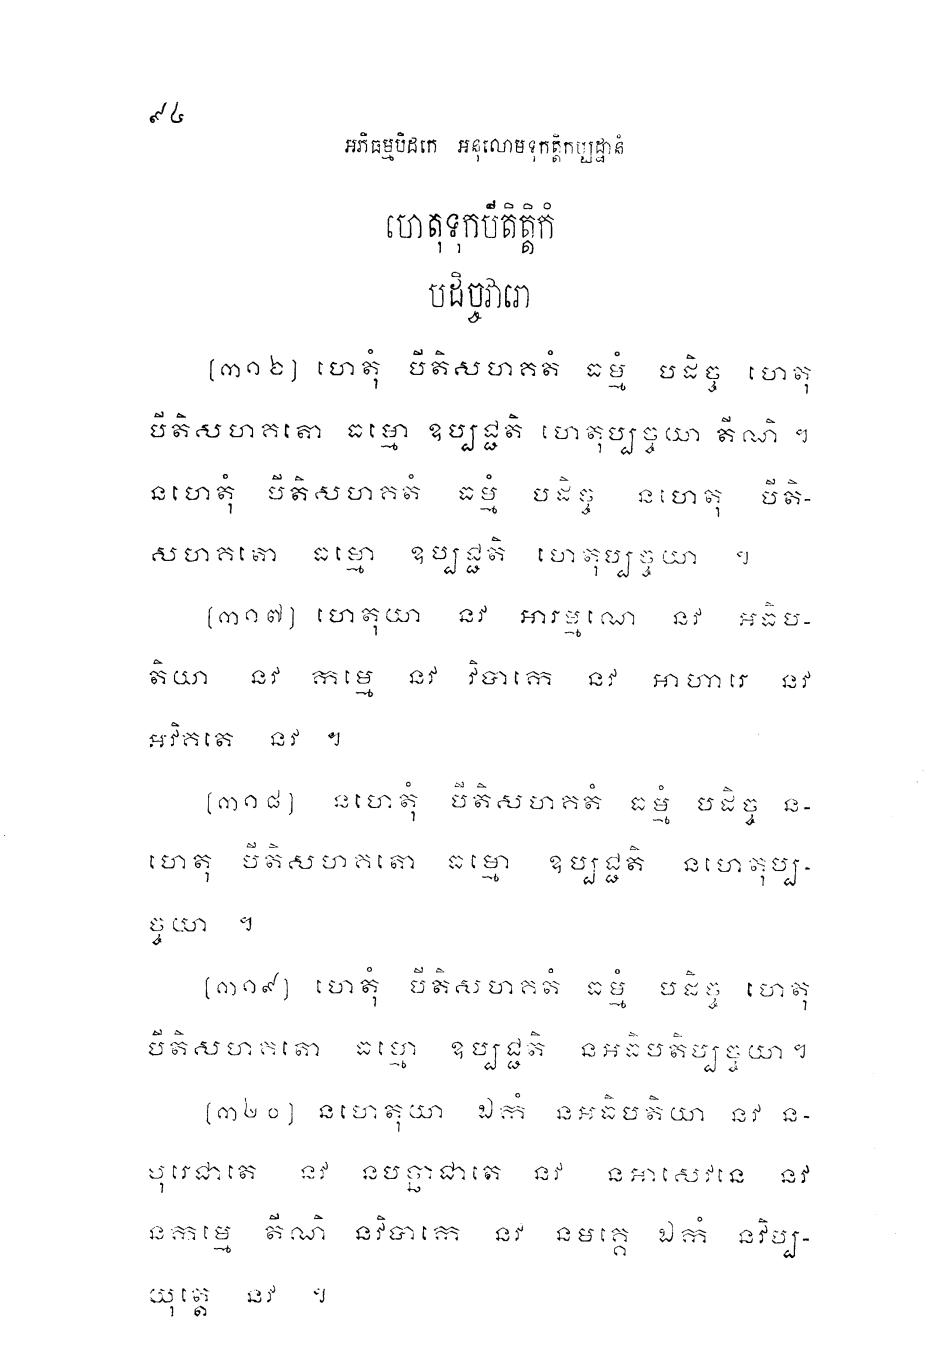 ៩៤
អភិធម្មបិដកេ អនុលោមទុកត្តិកប្បដ្ឋានំ
ហេតុទុកបីតិត្តិកំ
បដិច្ចវារោ
[៣១៦] ហេតុំ បីតិសហគតំ ធម្មំ បដិច្ច ហេតុ
បីតិសហគតោ ធម្មោ ឧប្បជ្ជតិ ហេតុប្បច្ចយា តីណិ ។
នហេតុំ បីតិសហគតំ ធម្មំ បដិច្ច នហេតុ បីតិ-
សហគតោ ធម្មោ ឧប្បជ្ជតិ ហេតុប្បច្ចយា ។
[៣១៧] ហេតុយា នវ អារម្មណេ នវ អធិប-
តិយា នវ កម្មេ នវ វិបាកេ នវ អាហារេ នវ
អវិគតេ នវ ។
[៣១៨] នហេតុំ បីតិសហគតំ ធម្មំ បដិច្ច ន-
ហេតុ បីតិសហគតោ ធម្មោ ឧប្បជ្ជតិ នហេតុប្ប-
ច្ចយា ។
[៣១៩] ហេតុំ បីតិសហគតំ ធម្មំ បដិច្ច ហេតុ
បីតិសហគតោ ធម្មោ ឧប្បជ្ជតិ នអធិបតិប្បច្ចយា ។
[៣២០] នហេតុយា ឯកំ នអធិបតិយា នវ ន-
បុរេជាតេ នវ នបច្ឆាជាតេ នវ នអាសេវនេ នវ
នកម្មេ តីណិ នវិបាកេ នវ នមគ្គេ ឯកំ នវិប្ប-
យុត្តេ នវ ។